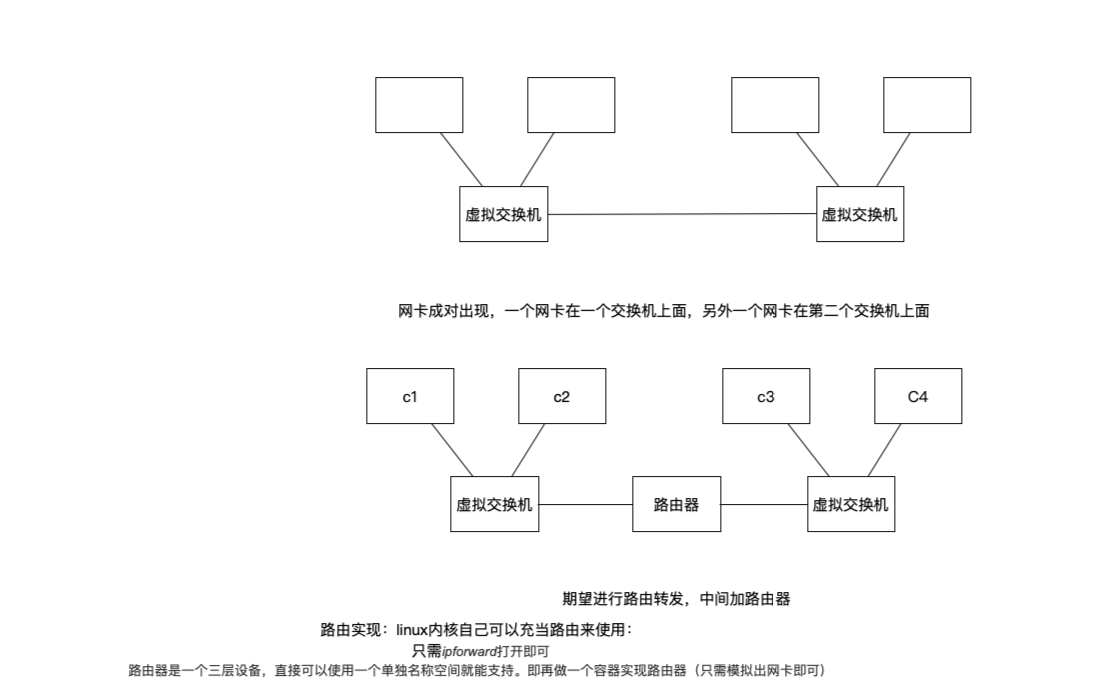 虚拟交换机
虚拟交换机
网卡成对出现，一个网卡在一个交换机上面，另外一个网卡在第二个交换机上面
c1
c2
c3
C4
虚拟交换机
路由器
虚拟交换机
期望进行路由转发，中间加路由器
路由实现：linux内核自己可以充当路由来使用：
只需ipforward打开即可
路由器是一个三层设备，直接可以使用一个单独名称空间就能支持。即再做一个容器实现路由器（只需模拟出网卡即可）